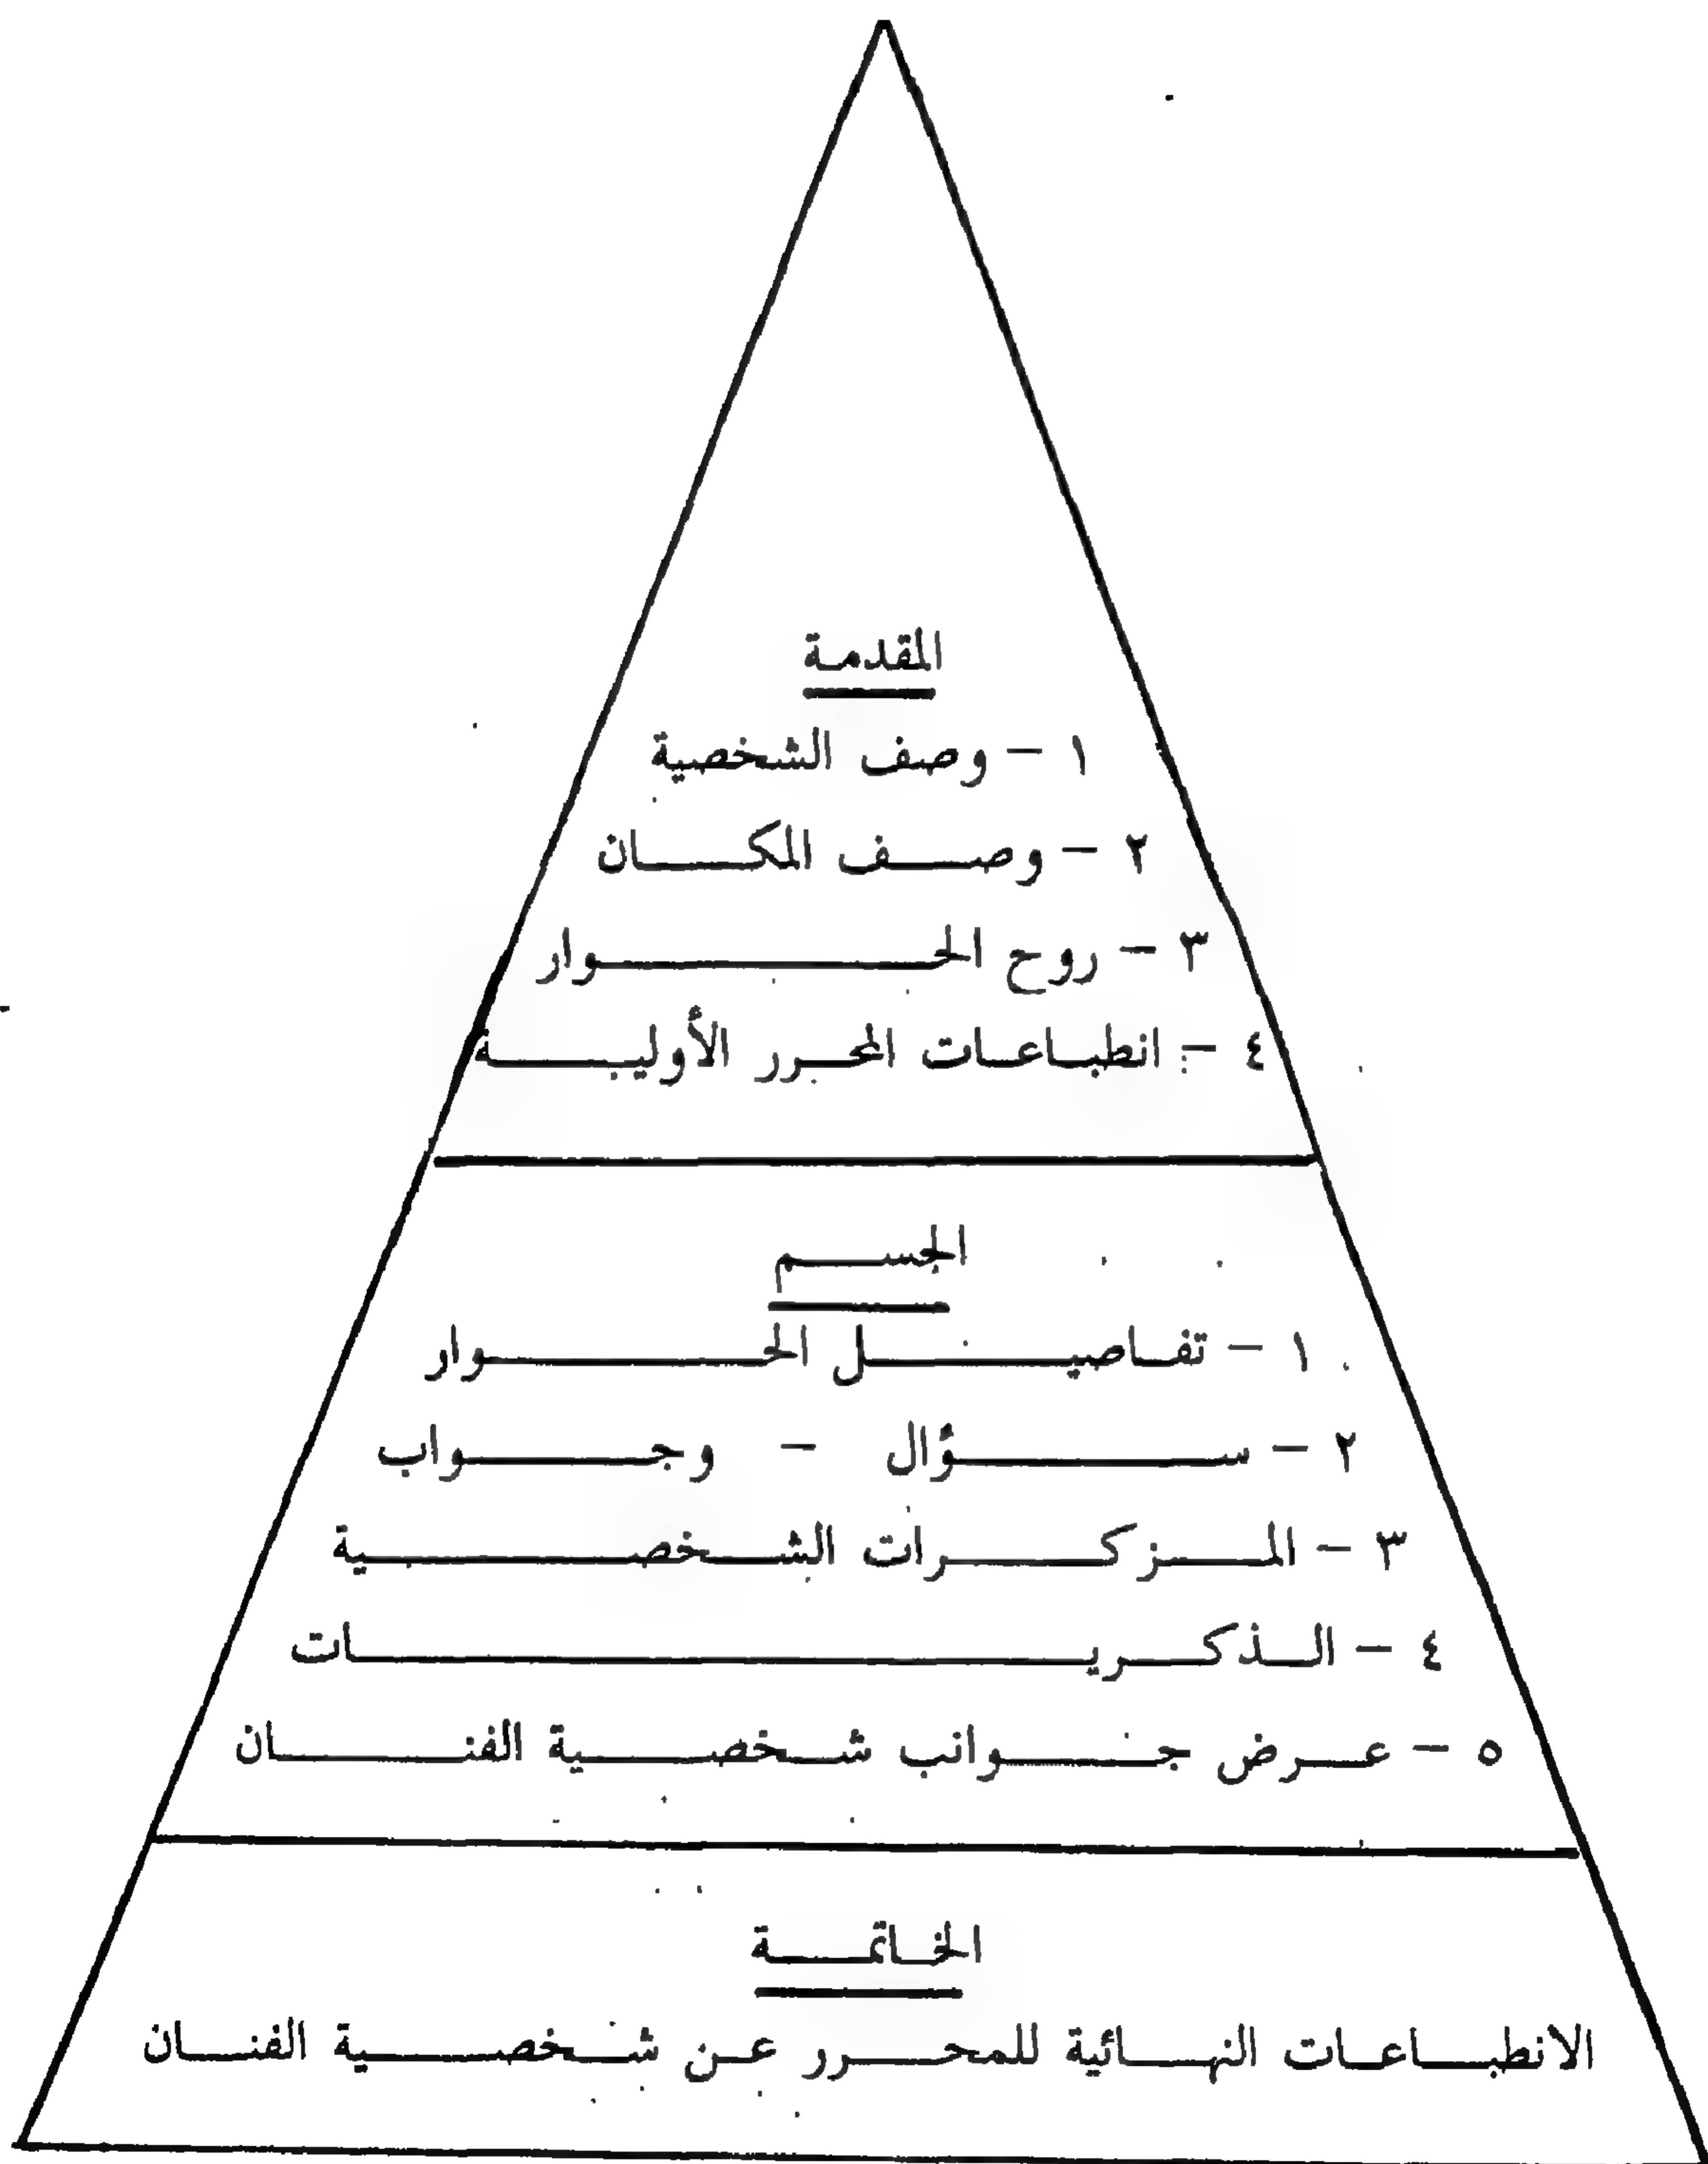 المقدمة
١ - وصف الشخصية
٢ - وصف المكان
٣ - روح الحوار
٤ - انطباعات المحرر الأولية
الجسم
١ - تفاصيل الحوار
٢ - سؤال - وجواب
٣ - المزكرات الشخصية
٤ - الذكريات
٥ - عرض جوانب شخصية الفنان
الخاتمة
الانطباعات النهائية للمحرر عن شخصية الفنان